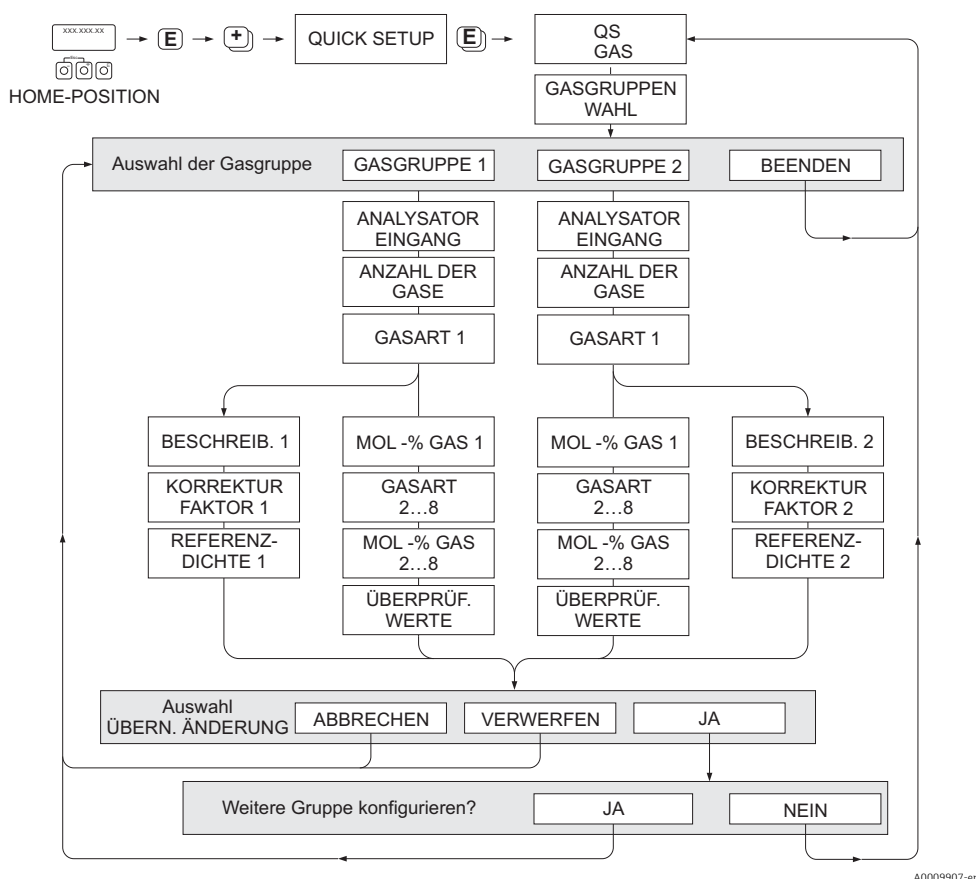 xxx.xxx.xx
E
+
QUICK SETUP
E
QS
GAS
Esc
HOME-POSITION
GASGRUPPEN
WAHL
Auswahl der Gasgruppe
GASGRUPPE 1
GASGRUPPE 2
BEENDEN
ANALYSATOR
EINGANG
ANALYSATOR
EINGANG
ANZAHL DER
GASE
ANZAHL DER
GASE
GASART 1
GASART 1
BESCHREIB. 1
MOL -% GAS 1
MOL -% GAS 1
BESCHREIB. 2
KORREKTUR
FAKTOR 1
GASART
2...8
GASART
2...8
KORREKTUR
FAKTOR 2
REFERENZ-
DICHTE 1
MOL -% GAS
2...8
MOL -% GAS
2...8
REFERENZ-
DICHTE 2
ÜBERPRÜF.
WERTE
ÜBERPRÜF.
WERTE
Auswahl
ÜBERN. ÄNDERUNG
ABBRECHEN
VERWERFEN
JA
Weitere Gruppe konfigurieren?
JA
NEIN
A0009907-en